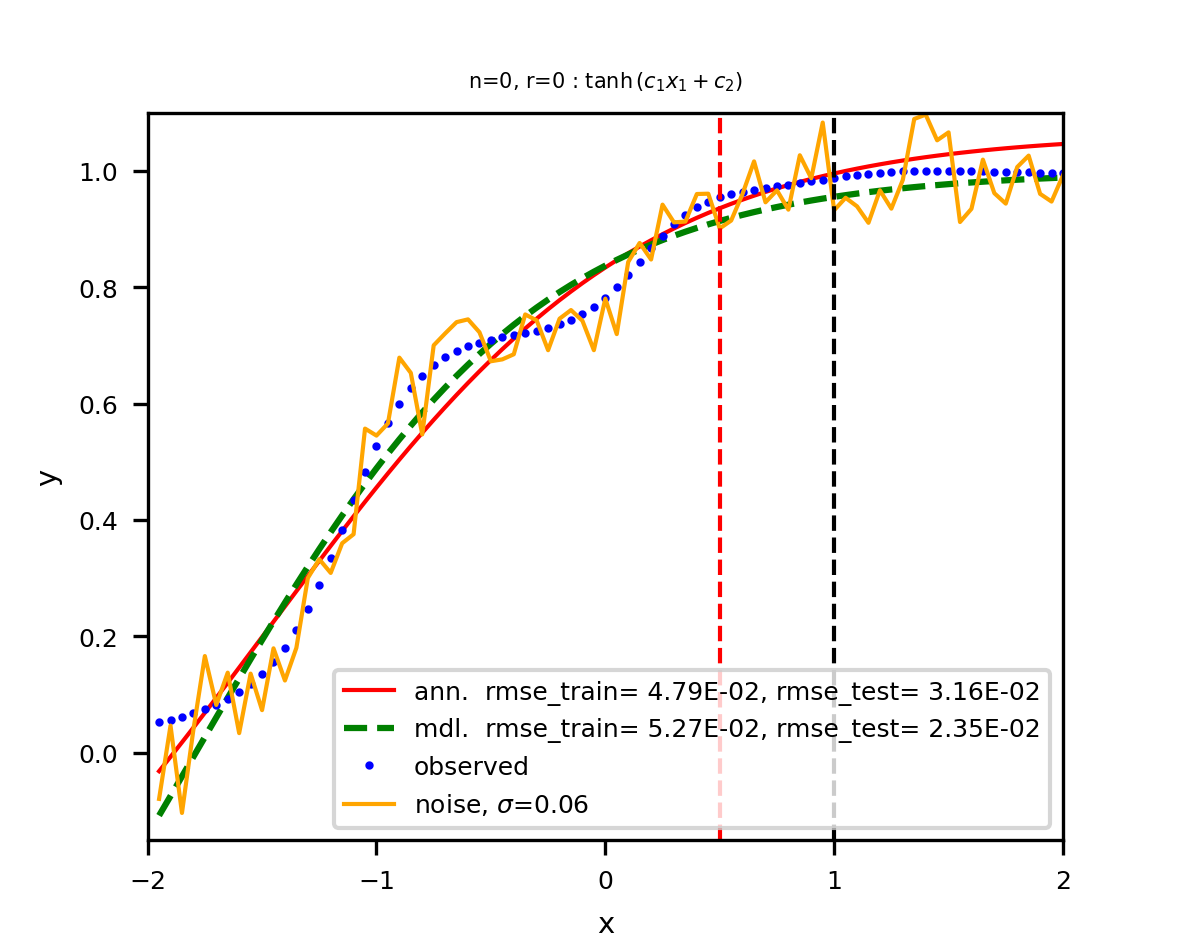 n=0, r=0 : tanh (c₁x₁ + c₂)
y
1.0
0.8
0.6
0.4
0.2
0.0
ann.  rmse_train= 4.79E-02, rmse_test= 3.16E-02
mdl.  rmse_train= 5.27E-02, rmse_test= 2.35E-02
observed
noise, σ=0.06
−2 −1 0 1 2
x